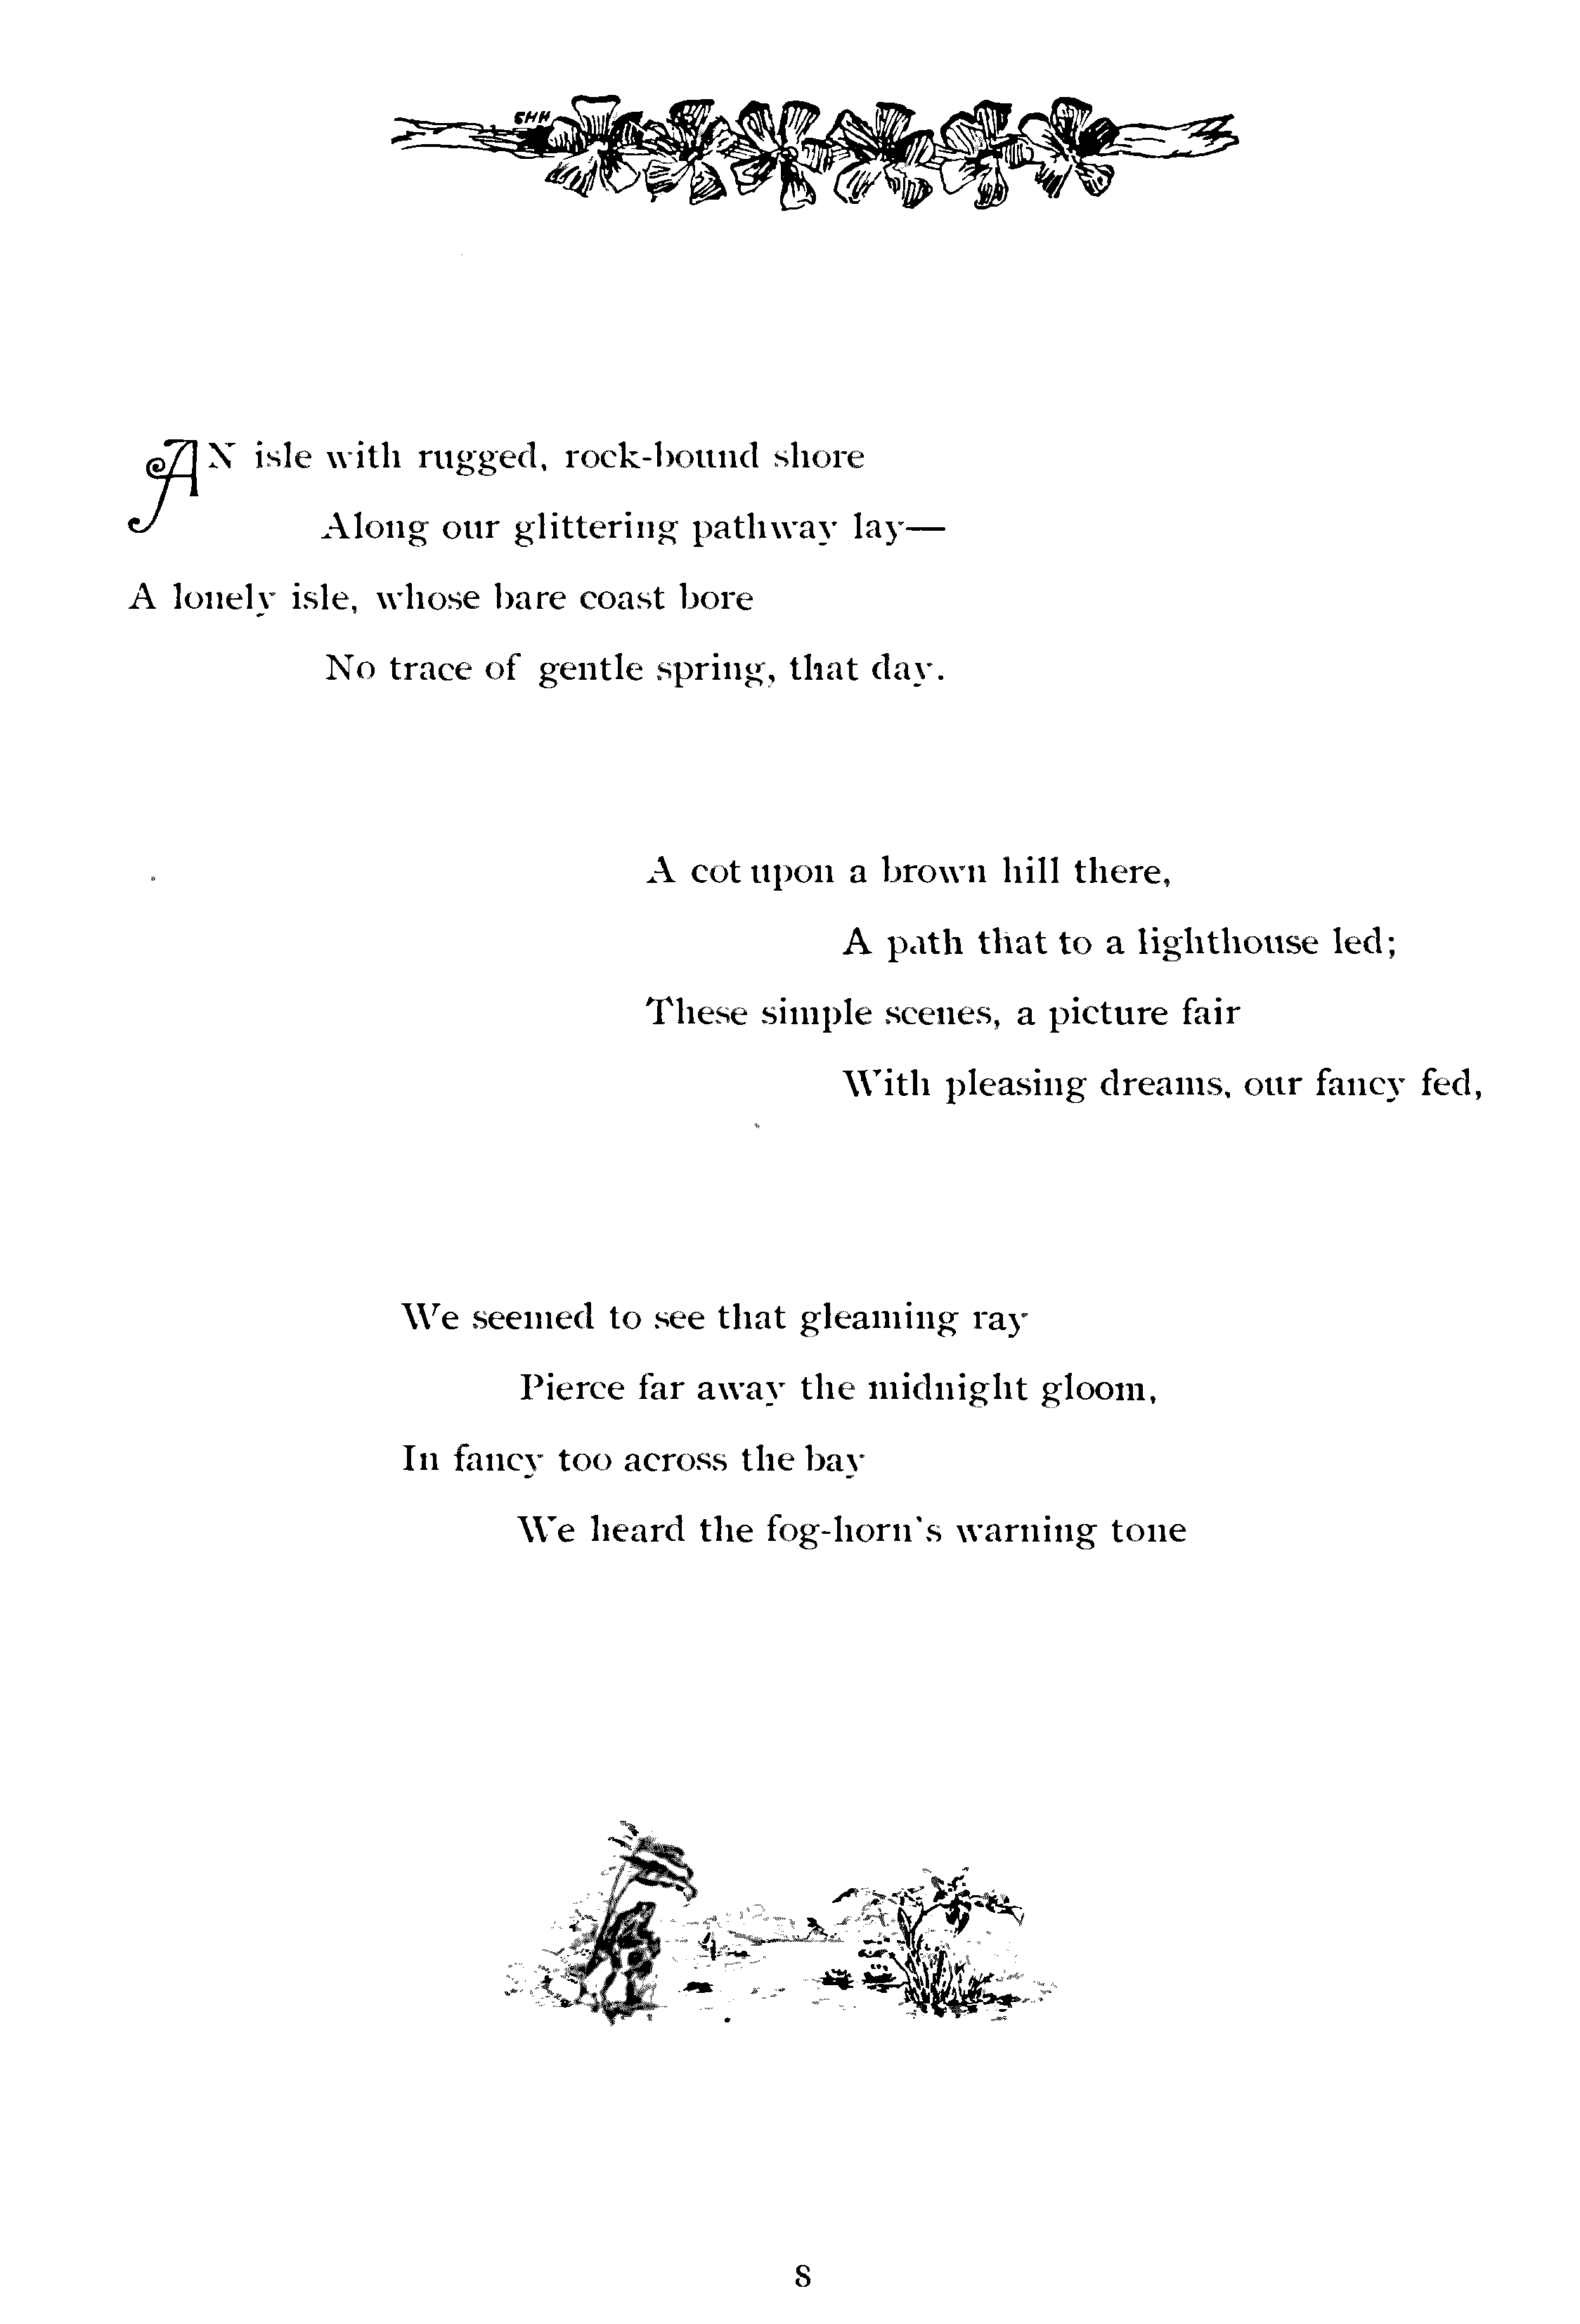 SHH
AN isle with rugged, rock-bound shore
Along our glittering pathway lay—
A lonely isle, whose bare coast bore
No trace of gentle spring, that day.
A cot upon a brown hill there,
A path that to a lighthouse led;
These simple scenes, a picture fair
With pleasing dreams, our fancy fed,
We seemed to see that gleaming ray
Pierce far away the midnight gloom,
In fancy too across the bay
We heard the fog-horn's warning tone
8